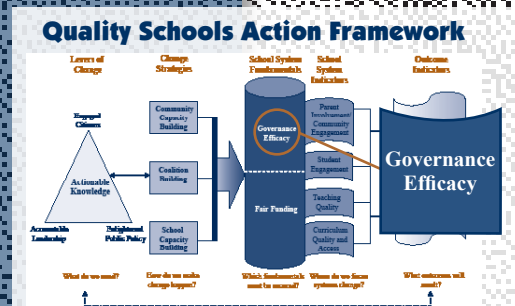 Quality Schools Action Framework
Levers of
Change
Change
Strategies
School System
Fundamentals
School
System
Indicators
Outcome
Indicators
Engaged
Citizens
Actionable
Knowledge
Accountable
Leadership
Enlightened
Public Policy
Community
Capacity
Building
Coalition
Building
School
Capacity
Building
Governance
Efficacy
Fair Funding
Parent
Involvement/
Community
Engagement
Student
Engagement
Teaching
Quality
Curriculum
Quality and
Access
Governance
Efficacy
What do we need?
How do we make
change happen?
Which fundamentals
must be secured?
Where do we focus
systems change?
What outcomes will
result?